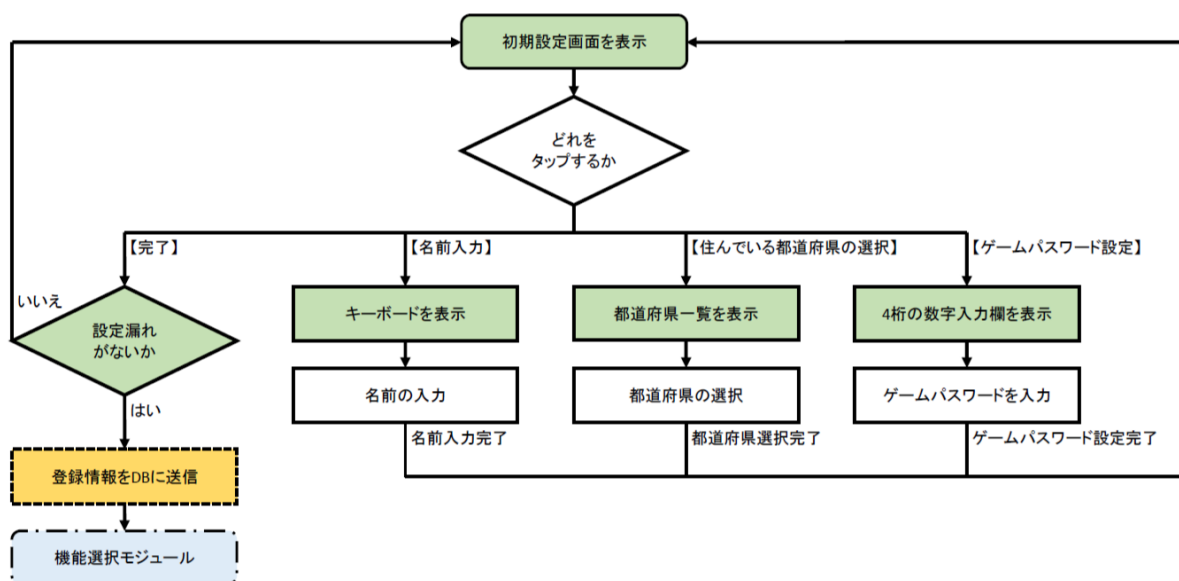 初期設定画面を表示
どれを
タップするか
【完了】
【名前入力】
【住んでいる都道府県の選択】
【ゲームパスワード設定】
いいえ
設定漏れ
がないか
キーボードを表示
都道府県一覧を表示
4桁の数字入力欄を表示
はい
名前の入力
都道府県の選択
ゲームパスワードを入力
名前入力完了
都道府県選択完了
ゲームパスワード設定完了
登録情報をDBに送信
機能選択モジュール